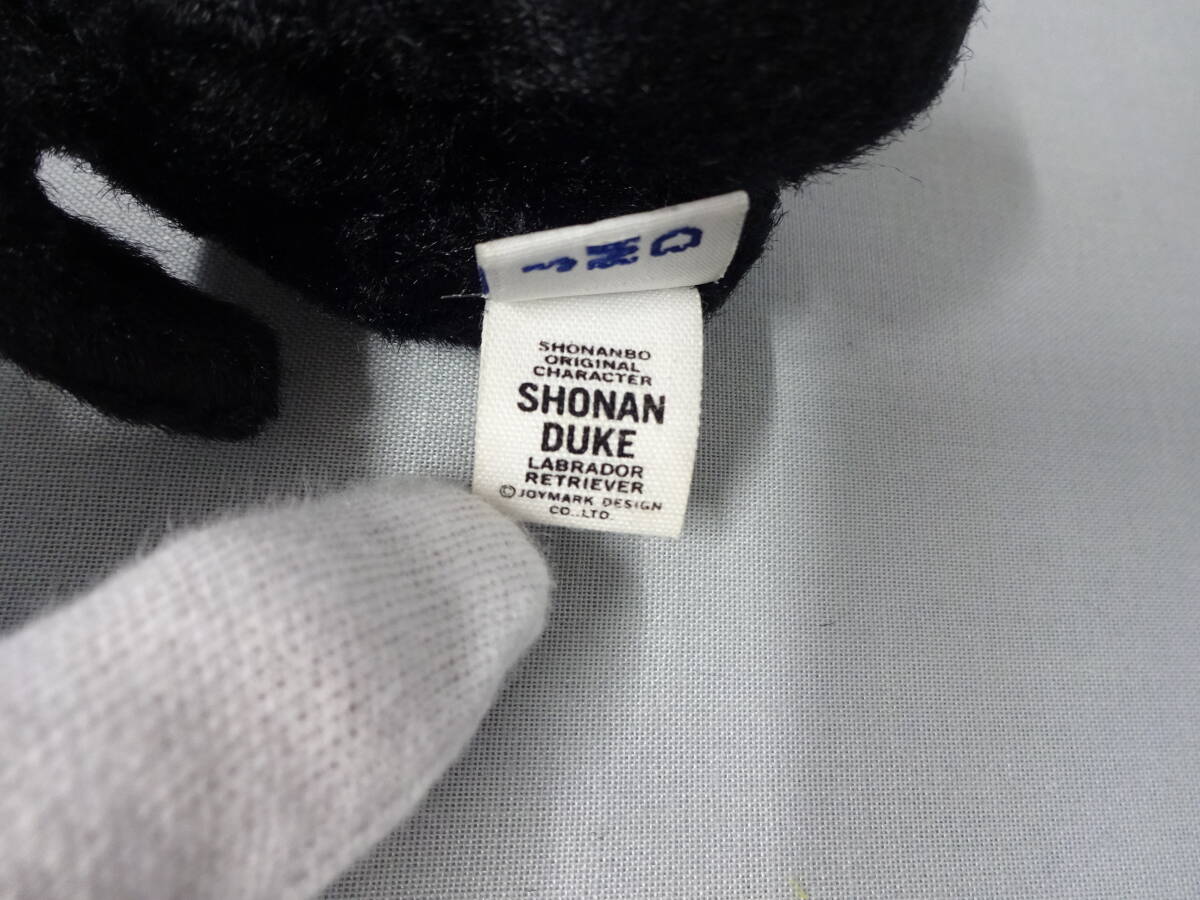 SHONANBO
ORIGINAL
CHARACTER
SHONAN
DUKE
LABRADOR
RETRIEVER
©JOYMARK DESIGN
CO.,LTD.